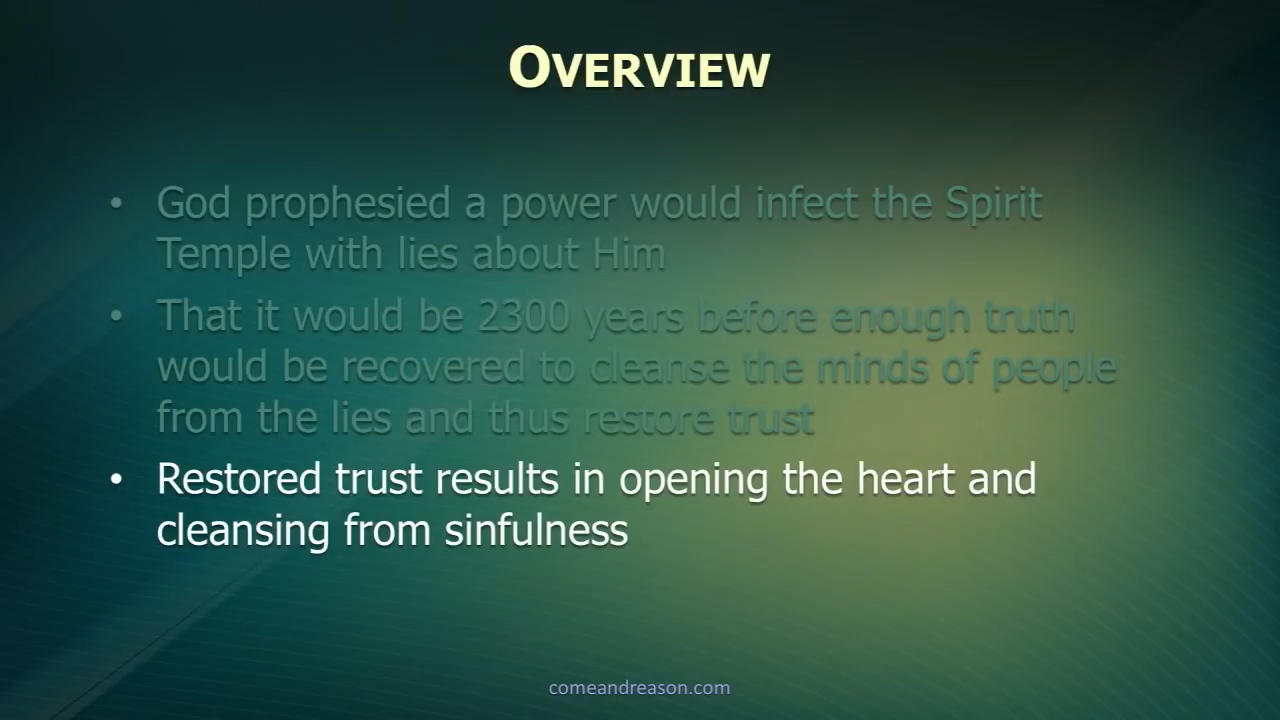 OVERVIEW
• God prophesied a power would infect the Spirit
Temple with lies about Him
• That it would be 2300 years before enough truth
would be recovered to cleanse the minds of people
from the lies and thus restore trust
• Restored trust results in opening the heart and
cleansing from sinfulness
comeandreason.com